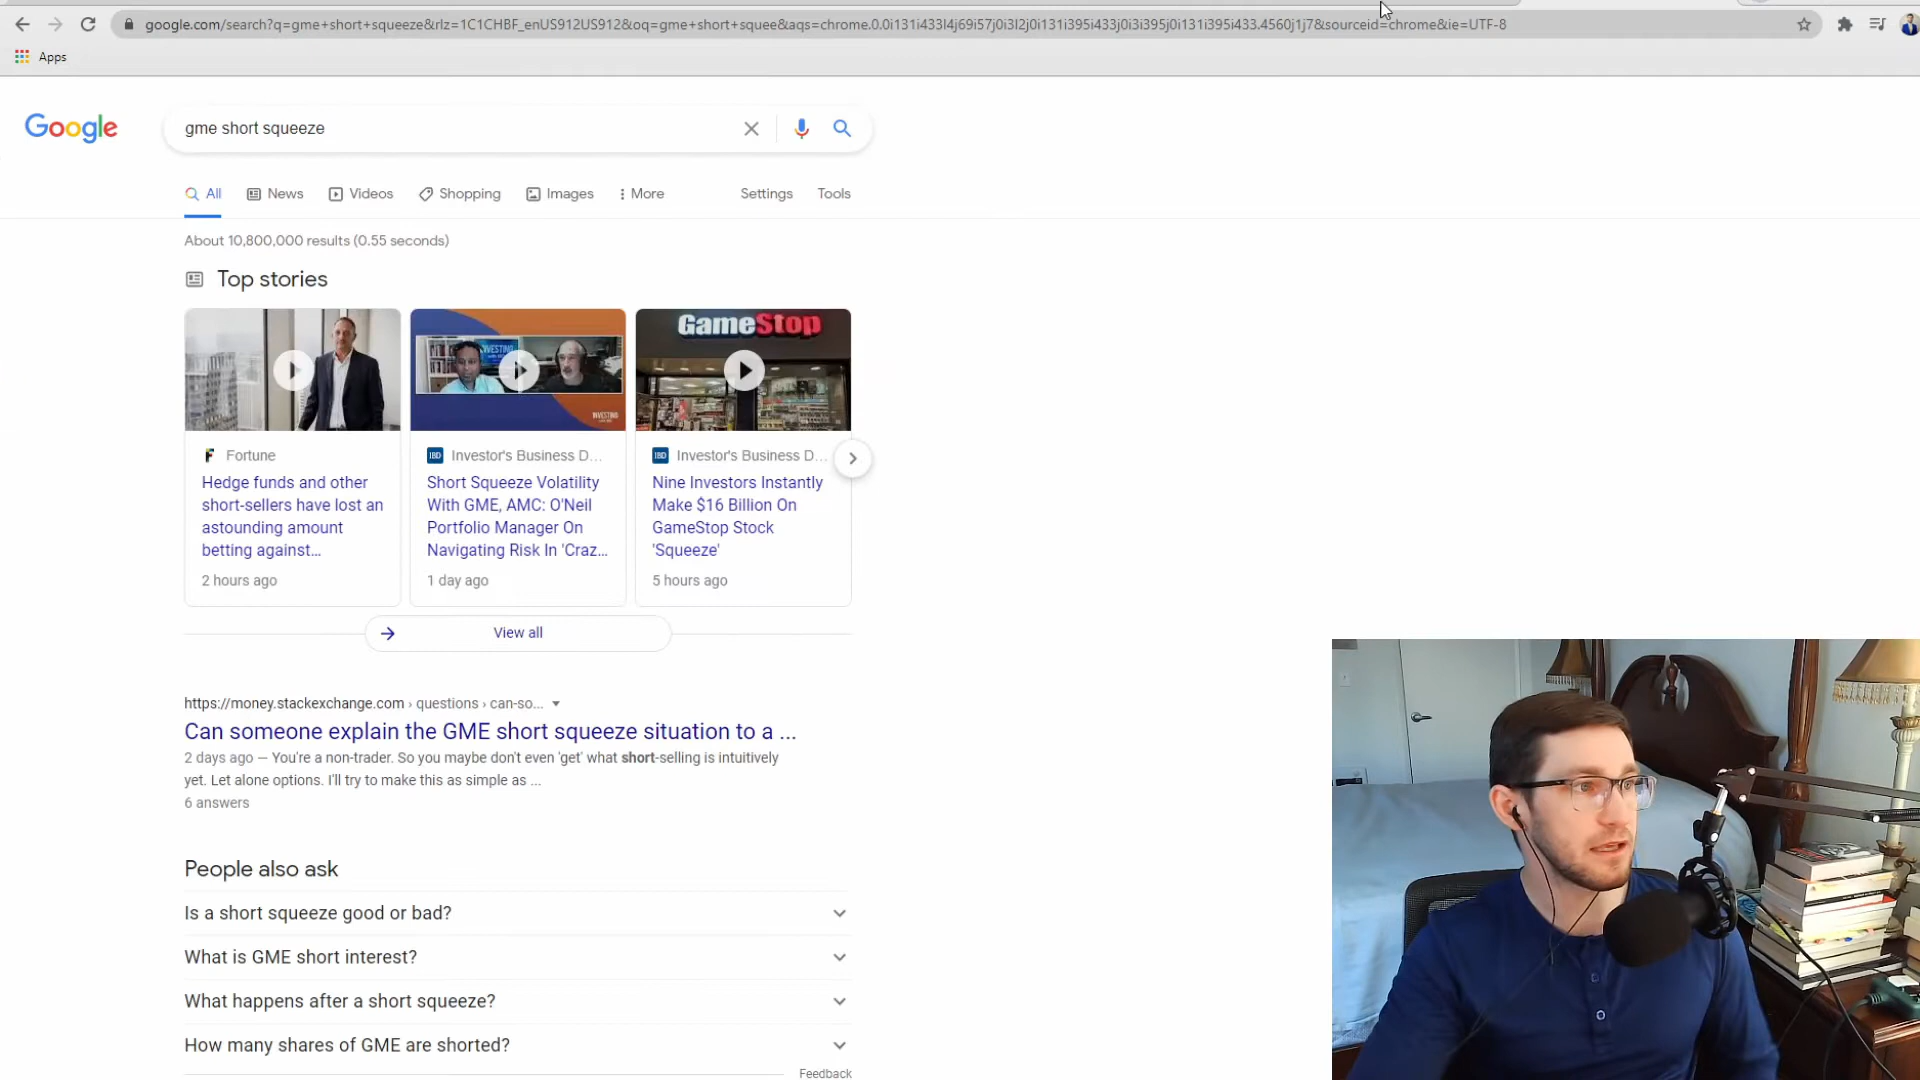 google.com/search?q=gme+short+squeeze&rlz=1C1CHBF_enUS912US912&oq=gme+short+squee&aqs=chrome.0.0i131i433l4j69i57j0i3l2j0i131i395i433j0i3i395j0i131i395i433.4560j1j7&sourceid=chrome&ie=UTF-8
Apps
Google
gme short squeeze
All News Videos Shopping Images More Settings Tools
About 10,800,000 results (0.55 seconds)
Top stories
GameStop
Fortune
Hedge funds and other
short-sellers have lost an
astounding amount
betting against...
2 hours ago
INVESTING
IBD Investor's Business D...
Short Squeeze Volatility
With GME, AMC: O'Neil
Portfolio Manager On
Navigating Risk In 'Craz...
1 day ago
IBD Investor's Business D...
Nine Investors Instantly
Make $16 Billion On
GameStop Stock
'Squeeze'
5 hours ago
View all
https://money.stackexchange.com › questions › can-so...
Can someone explain the GME short squeeze situation to a ...
2 days ago — You're a non-trader. So you maybe don't even 'get' what short-selling is intuitively
yet. Let alone options. I'll try to make this as simple as ...
6 answers
People also ask
Is a short squeeze good or bad?
What is GME short interest?
What happens after a short squeeze?
How many shares of GME are shorted?
Feedback